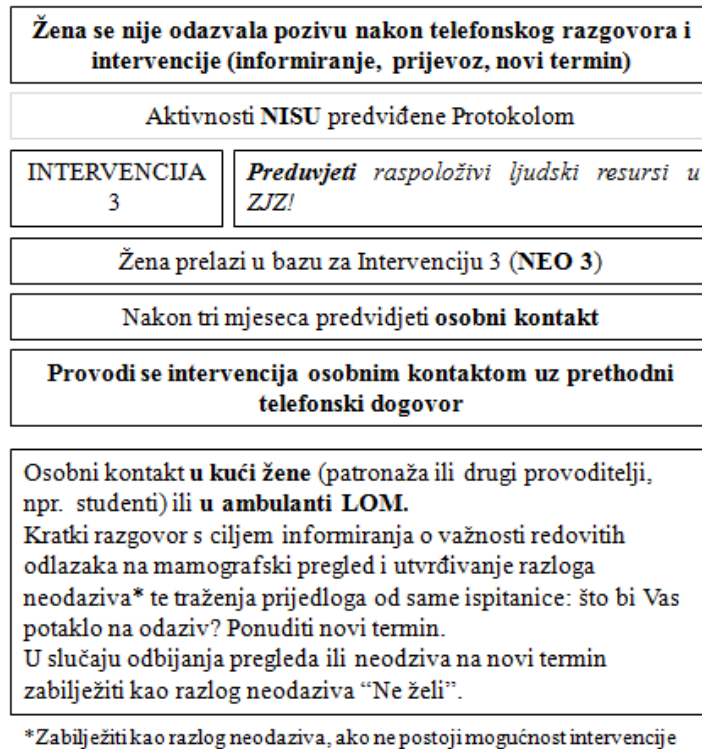 Žena se nije odazvala pozivu nakon telefonskog razgovora i
intervencije (informiranje, prijevoz, novi termin)
Aktivnosti NISU predviđene Protokolom
INTERVENCIJA
3
Preduvjeti raspoloživi ljudski resursi u
ZJZ!
Žena prelazi u bazu za Intervenciju 3 (NEO 3)
Nakon tri mjeseca predvidjeti osobni kontakt
Provodi se intervencija osobnim kontaktom uz prethodni
telefonski dogovor
Osobni kontakt u kući žene (patronaža ili drugi provoditelji,
npr. studenti) ili u ambulanti LOM.
Kratki razgovor s ciljem informiranja o važnosti redovitih
odlazaka na mamografski pregled i utvrđivanje razloga
neodaziva* te traženja prijedloga od same ispitanice: što bi Vas
potaklo na odaziv? Ponuditi novi termin.
U slučaju odbijanja pregleda ili neodziva na novi termin
zabilježiti kao razlog neodaziva “Ne želi”.
*Zabilježiti kao razlog neodaziva, ako ne postoji mogućnost intervencije